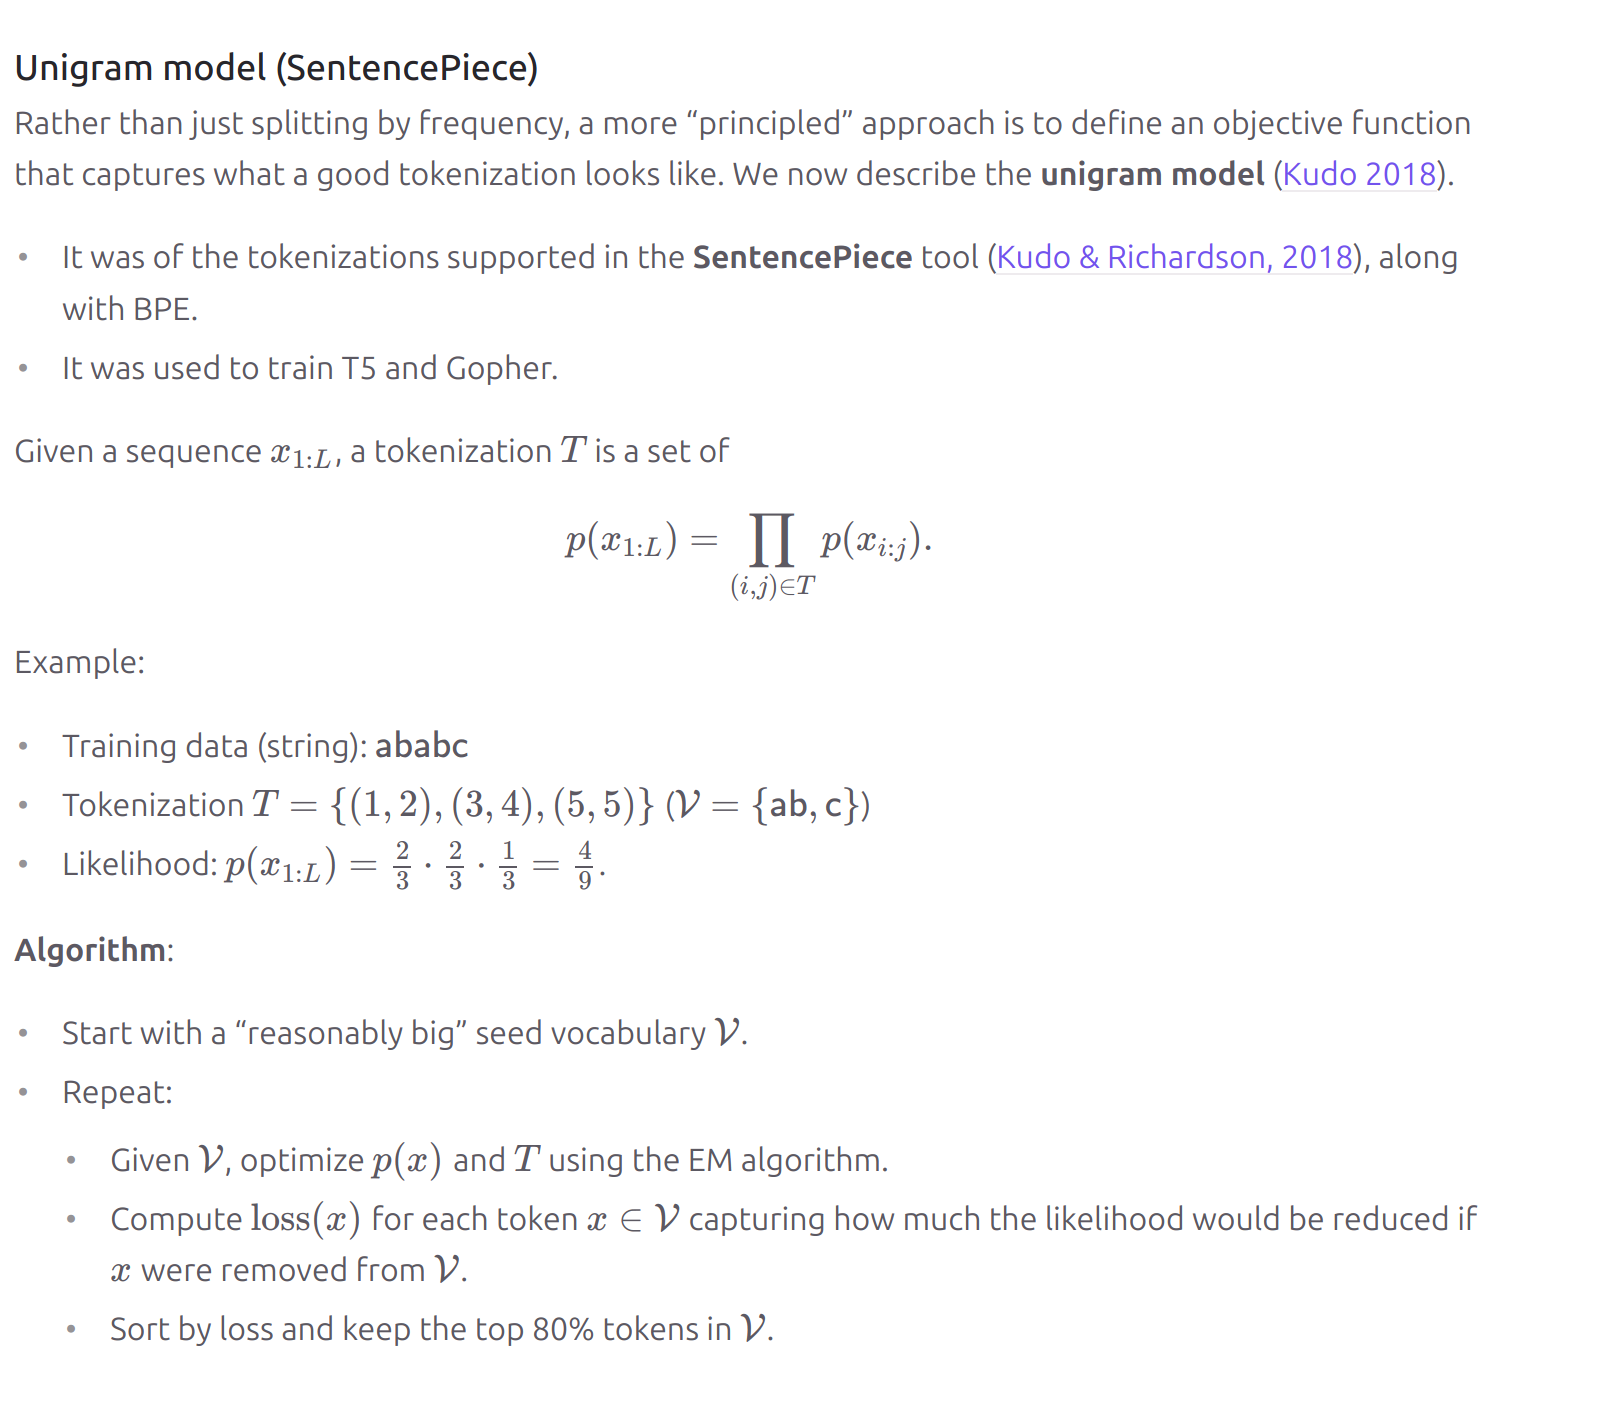 Unigram model (SentencePiece)
Rather than just splitting by frequency, a more “principled” approach is to define an objective function
that captures what a good tokenization looks like. We now describe the unigram model (Kudo 2018).
• It was of the tokenizations supported in the SentencePiece tool (Kudo & Richardson, 2018), along
with BPE.
• It was used to train T5 and Gopher.
Given a sequence $x_{1:L}$, a tokenization $T$ is a set of
$p(x_{1:L}) = \prod_{(i,j)\in T} p(x_{i:j}).$
Example:
• Training data (string): ababc
• Tokenization $T = \{(1, 2), (3, 4), (5, 5)\}$ ($\mathcal{V} = \{\text{ab}, \text{c}\}$)
• Likelihood: $p(x_{1:L}) = \frac{2}{3} \cdot \frac{2}{3} \cdot \frac{1}{3} = \frac{4}{9}$.
Algorithm:
• Start with a “reasonably big” seed vocabulary $\mathcal{V}$.
• Repeat:
• Given $\mathcal{V}$, optimize $p(x)$ and $T$ using the EM algorithm.
• Compute $\text{loss}(x)$ for each token $x \in \mathcal{V}$ capturing how much the likelihood would be reduced if
$x$ were removed from $\mathcal{V}$.
• Sort by loss and keep the top 80% tokens in $\mathcal{V}$.